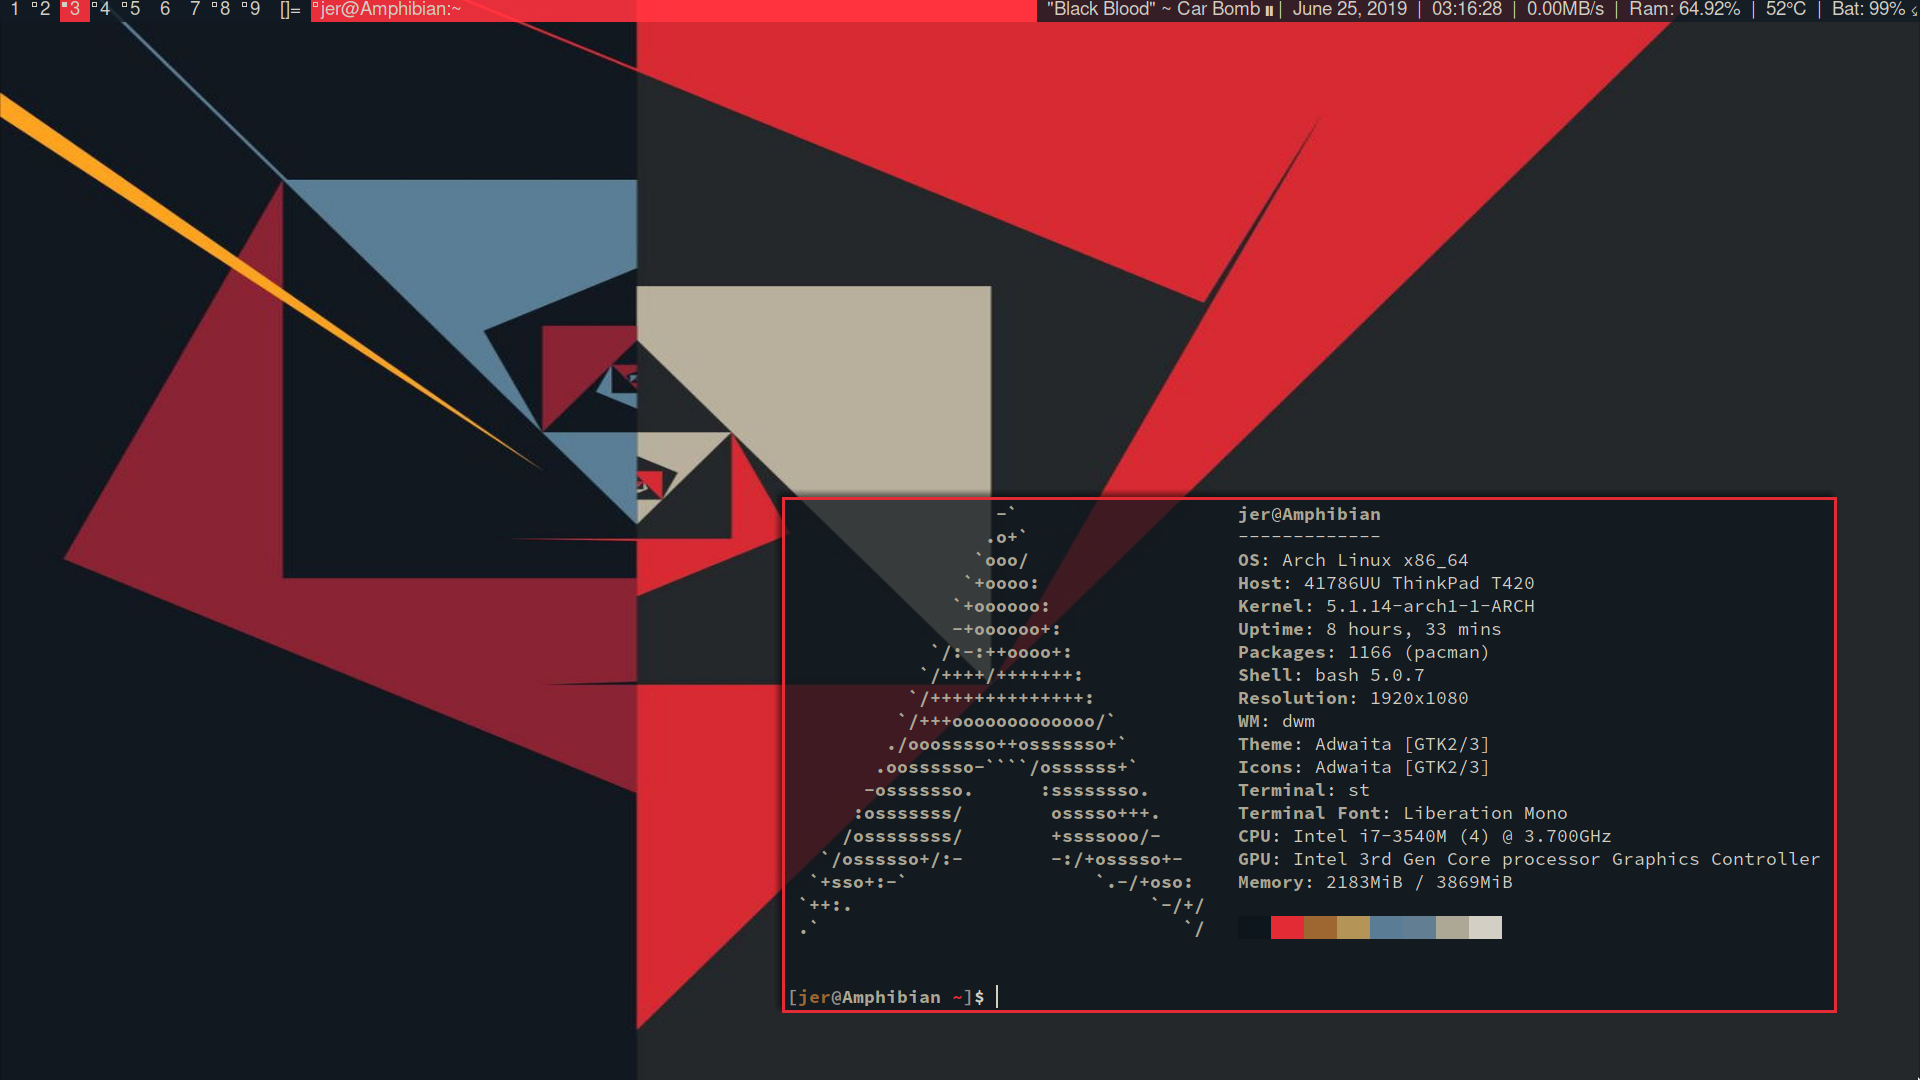 1 2 3 4 5 6 7 8 9 []= jer@Amphibian:~ "Black Blood" ~ Car Bomb | June 25, 2019 | 03:16:28 | 0.00MB/s | Ram: 64.92% | 52°C | Bat: 99%
-`
.o+`
`ooo/
`+oooo:
`+oooooo:
-+oooooo+:
`/:-:++oooo+:
`/++++/+++++++:
`/++++++++++++++:
`/+++ooooooooooooo/`
./ooosssso++osssssso+`
.oossssso-````/ossssss+`
-osssssso. :ssssssso.
:osssssss/ osssso+++.
/ossssssss/ +ssssooo/-
`/ossssso+/:- -:/+osssso+-
`+sso+:-` `.-/+oso:
`++:. `-/+/
.` `/
jer@Amphibian
-------------
OS: Arch Linux x86_64
Host: 41786UU ThinkPad T420
Kernel: 5.1.14-arch1-1-ARCH
Uptime: 8 hours, 33 mins
Packages: 1166 (pacman)
Shell: bash 5.0.7
Resolution: 1920x1080
WM: dwm
Theme: Adwaita [GTK2/3]
Icons: Adwaita [GTK2/3]
Terminal: st
Terminal Font: Liberation Mono
CPU: Intel i7-3540M (4) @ 3.700GHz
GPU: Intel 3rd Gen Core processor Graphics Controller
Memory: 2183MiB / 3869MiB
[jer@Amphibian ~]$